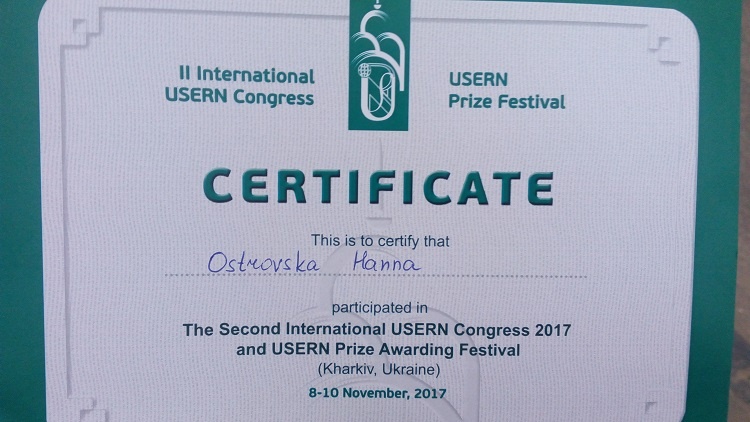 II International
USERN Congress
USERN
Prize Festival
CERTIFICATE
This is to certify that
Ostrovska Hanna
participated in
The Second International USERN Congress 2017
and USERN Prize Awarding Festival
(Kharkiv, Ukraine)
8-10 November, 2017